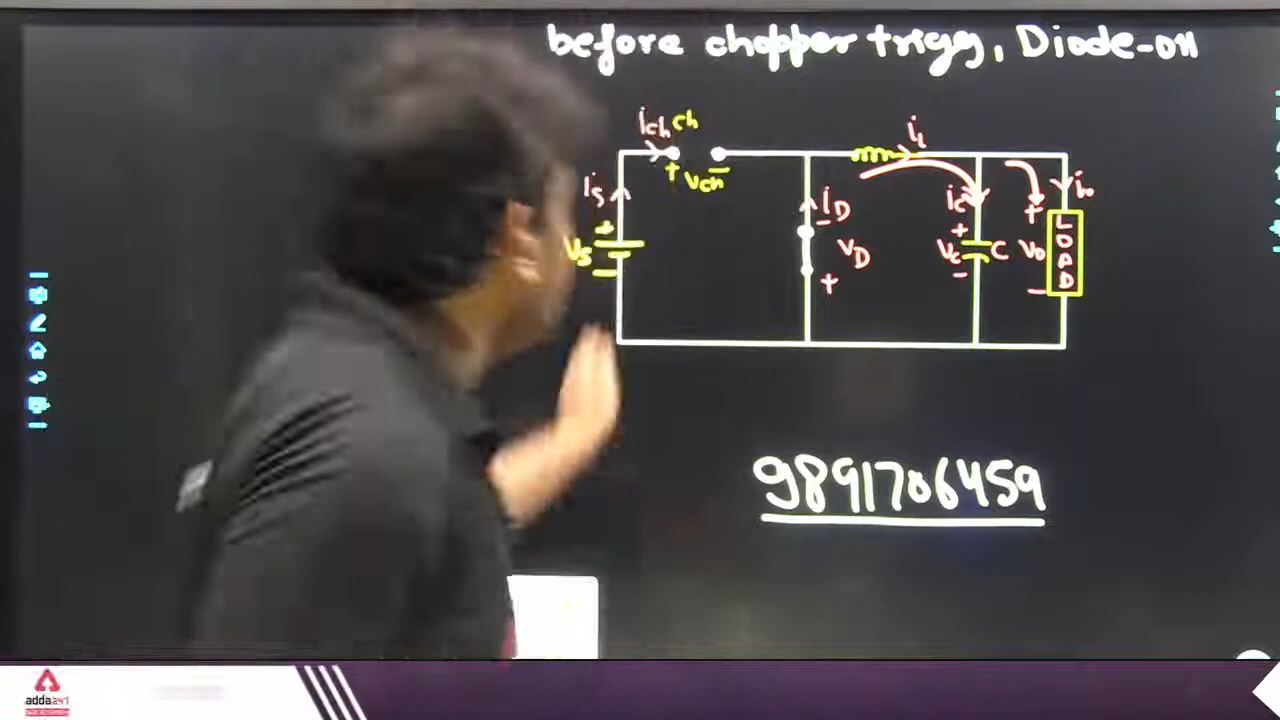 before chopper trigg, Diode-on
ich ch
+ Vch -
iL
is
iD
ic
io
+
Vs
-
VD
+
Vc
-
C
+
Vo
-
LOAD
9891706459
adda247